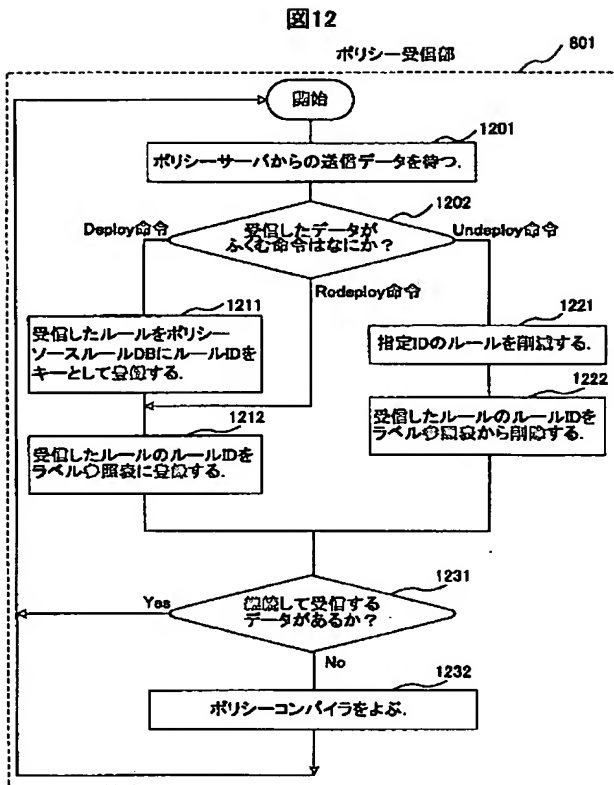 図12
ポリシー受信部
801
開始
1201
ポリシーサーバからの送信データを待つ.
1202
受信したデータが
ふくむ命令はなにか?
Deploy命令
Undeploy命令
Rodeploy命令
1211
受信したルールをポリシー
ソースルールDBにルールIDを
キーとして登録する.
1221
指定IDのルールを削減する.
1222
受信したルールのルールIDを
ラベル参照表から削除する.
1212
受信したルールのルールIDを
ラベル参照表に登録する.
1231
継続して受信する
データがあるか?
Yes
No
1232
ポリシーコンパイラをよぶ.